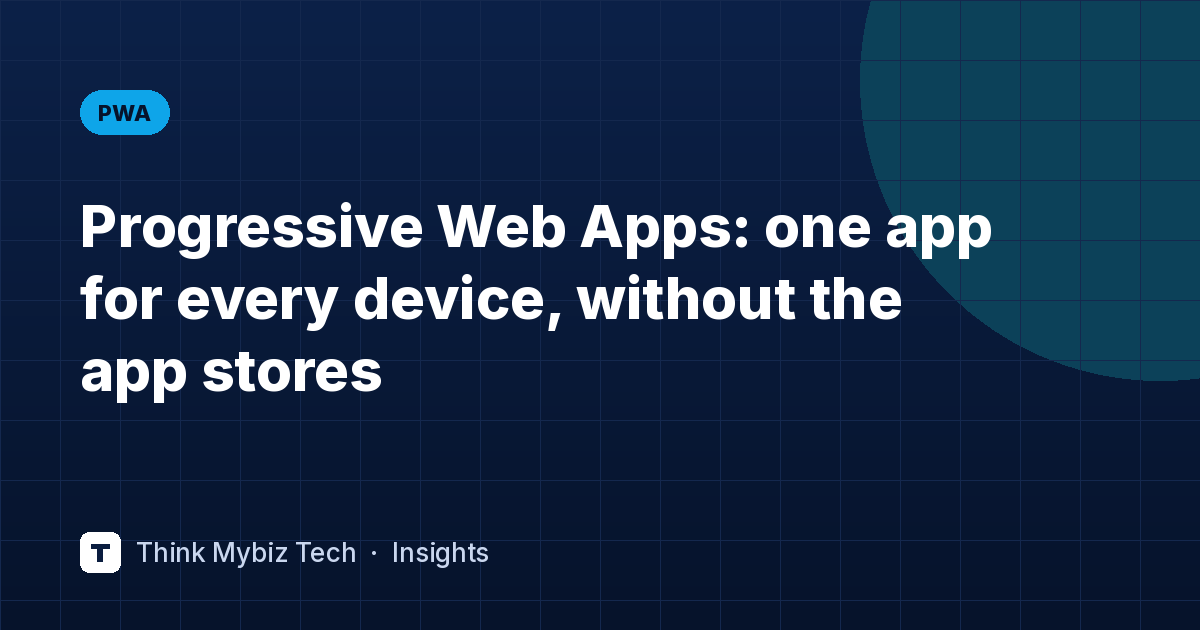 PWA
Progressive Web Apps: one app
for every device, without the
app stores
T
Think Mybiz Tech · Insights